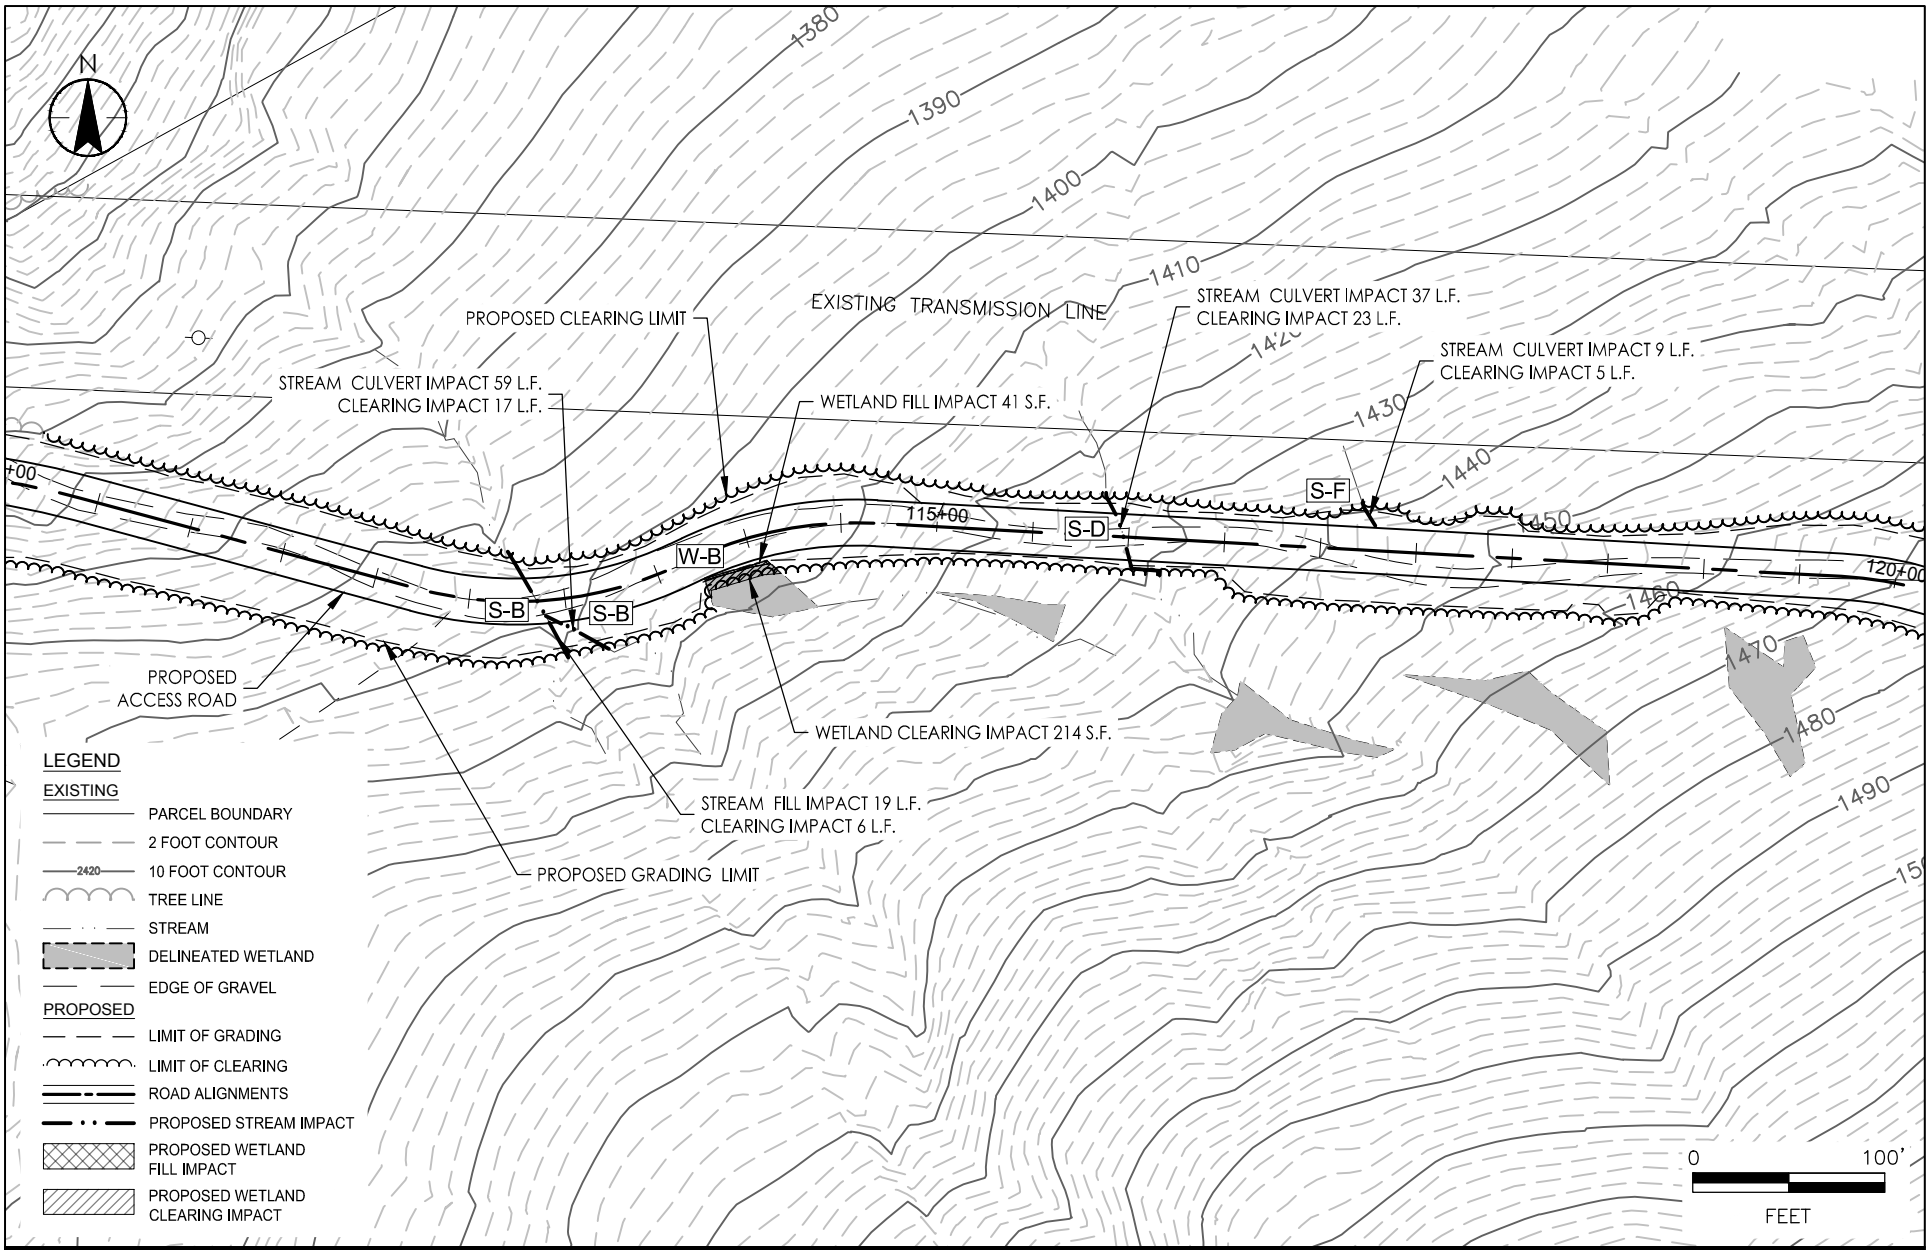 N
1380
1390
1400
1410
EXISTING TRANSMISSION LINE
STREAM CULVERT IMPACT 37 L.F.
CLEARING IMPACT 23 L.F.
PROPOSED CLEARING LIMIT
STREAM CULVERT IMPACT 9 L.F.
CLEARING IMPACT 5 L.F.
STREAM CULVERT IMPACT 59 L.F.
CLEARING IMPACT 17 L.F.
WETLAND FILL IMPACT 41 S.F.
1430
1440
+00
S-F
115+00
S-D
1450
W-B
120+00
S-B
S-B
1460
1470
PROPOSED
ACCESS ROAD
WETLAND CLEARING IMPACT 214 S.F.
1480
1490
STREAM FILL IMPACT 19 L.F.
CLEARING IMPACT 6 L.F.
PROPOSED GRADING LIMIT
LEGEND
EXISTING
PARCEL BOUNDARY
2 FOOT CONTOUR
2420 10 FOOT CONTOUR
TREE LINE
STREAM
DELINEATED WETLAND
EDGE OF GRAVEL
PROPOSED
LIMIT OF GRADING
LIMIT OF CLEARING
ROAD ALIGNMENTS
PROPOSED STREAM IMPACT
PROPOSED WETLAND
FILL IMPACT
PROPOSED WETLAND
CLEARING IMPACT
0 100'
FEET